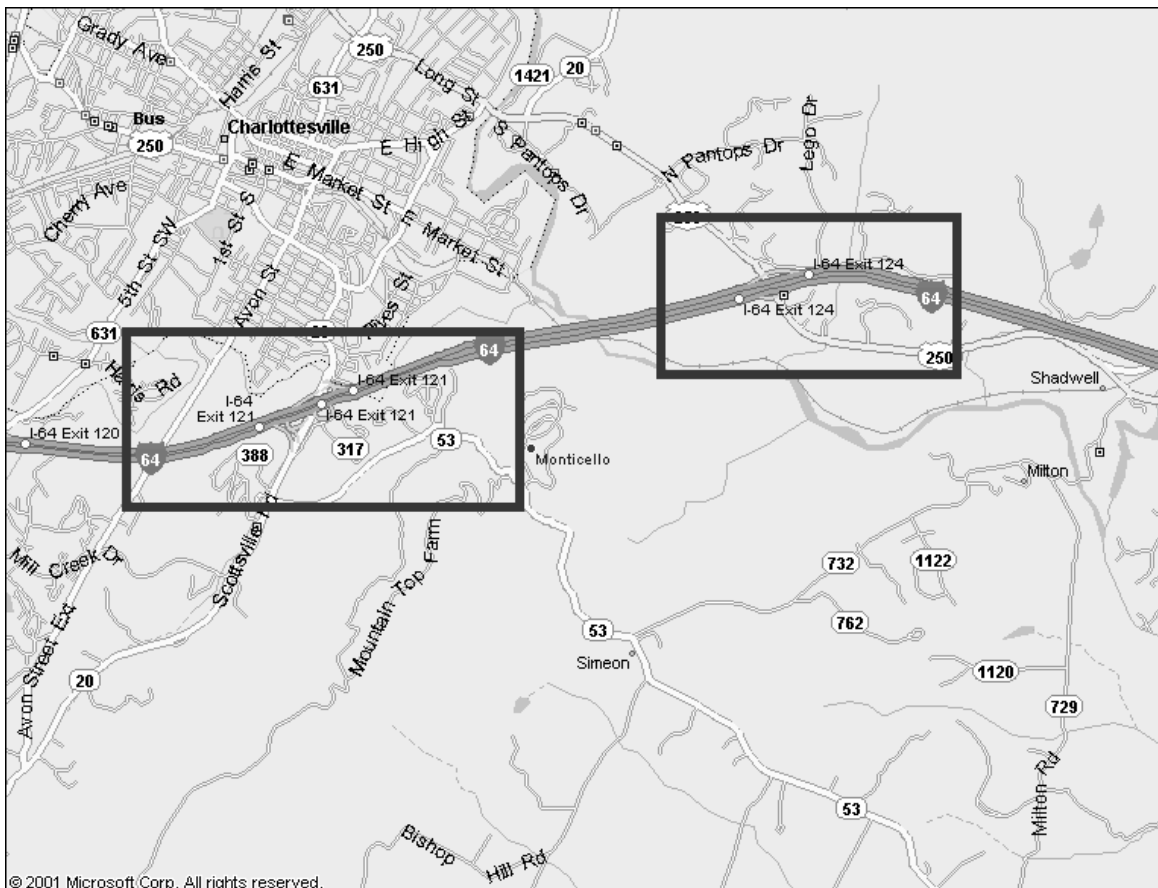 Grady Ave
Harris St
250
Long St
1421
20
631
Lego Dr
Bus
250
Charlottesville
E High St
S Pantops Dr
N Pantops Dr
E Market St
E Market St
Cherry Ave
1st St S
5th St SW
Avon St
250
I-64 Exit 124
64
I-64 Exit 124
631
20
64
250
Shadwell
Rd
I-64 Exit 121
I-64
Exit 121
I-64 Exit 121
I-64 Exit 120
64
388
317
53
Monticello
Milton
Mill Creek Dr
Scottsville Rd
Mountain Top Farm
732
1122
762
53
Simeon
1120
20
Avon Street Ext
729
Milton Rd
53
Bishop Hill Rd
© 2001 Microsoft Corp. All rights reserved.